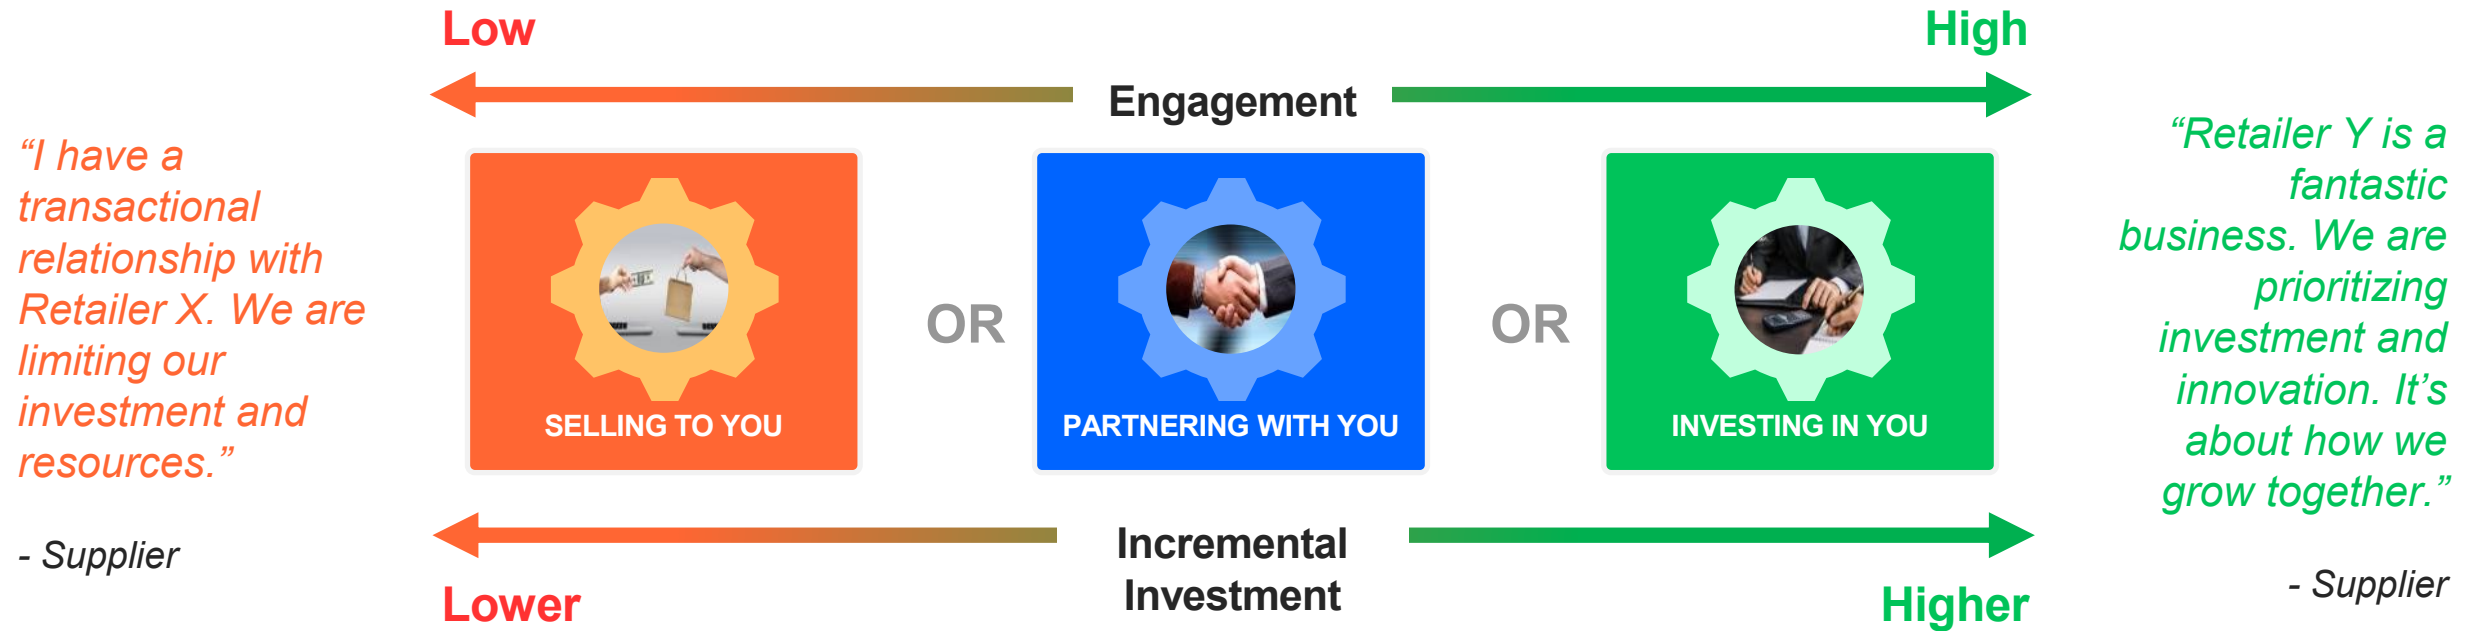 Low
High
Engagement
“I have a
transactional
relationship with
Retailer X. We are
limiting our
investment and
resources.”
- Supplier
SELLING TO YOU
OR
PARTNERING WITH YOU
OR
INVESTING IN YOU
“Retailer Y is a
fantastic
business. We are
prioritizing
investment and
innovation. It’s
about how we
grow together.”
- Supplier
Incremental
Investment
Lower
Higher